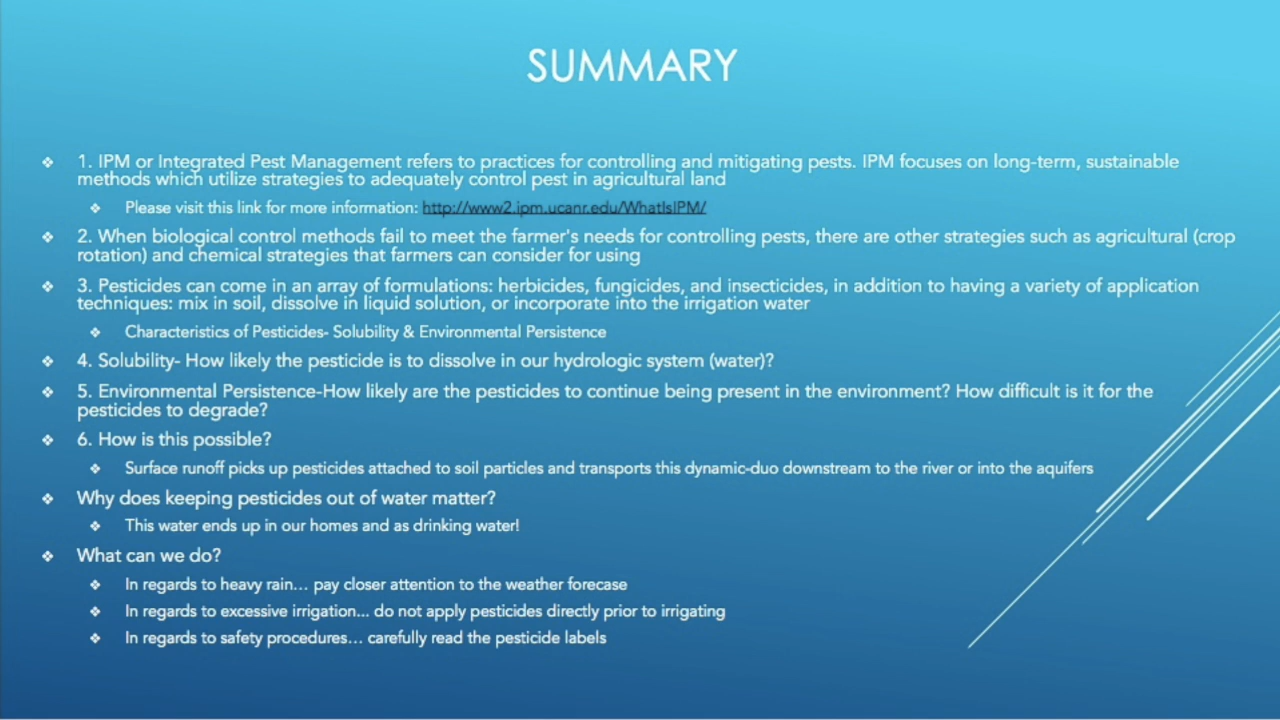 SUMMARY
1. IPM or Integrated Pest Management refers to practices for controlling and mitigating pests. IPM focuses on long-term, sustainable
methods which utilize strategies to adequately control pest in agricultural land
Please visit this link for more information: http://www2.ipm.ucanr.edu/WhatIsIPM/
2. When biological control methods fail to meet the farmer's needs for controlling pests, there are other strategies such as agricultural (crop
rotation) and chemical strategies that farmers can consider for using
3. Pesticides can come in an array of formulations: herbicides, fungicides, and insecticides, in addition to having a variety of application
techniques: mix in soil, dissolve in liquid solution, or incorporate into the irrigation water
Characteristics of Pesticides- Solubility & Environmental Persistence
4. Solubility- How likely the pesticide is to dissolve in our hydrologic system (water)?
5. Environmental Persistence-How likely are the pesticides to continue being present in the environment? How difficult is it for the
pesticides to degrade?
6. How is this possible?
Surface runoff picks up pesticides attached to soil particles and transports this dynamic-duo downstream to the river or into the aquifers
Why does keeping pesticides out of water matter?
This water ends up in our homes and as drinking water!
What can we do?
In regards to heavy rain... pay closer attention to the weather forecase
In regards to excessive irrigation... do not apply pesticides directly prior to irrigating
In regards to safety procedures... carefully read the pesticide labels